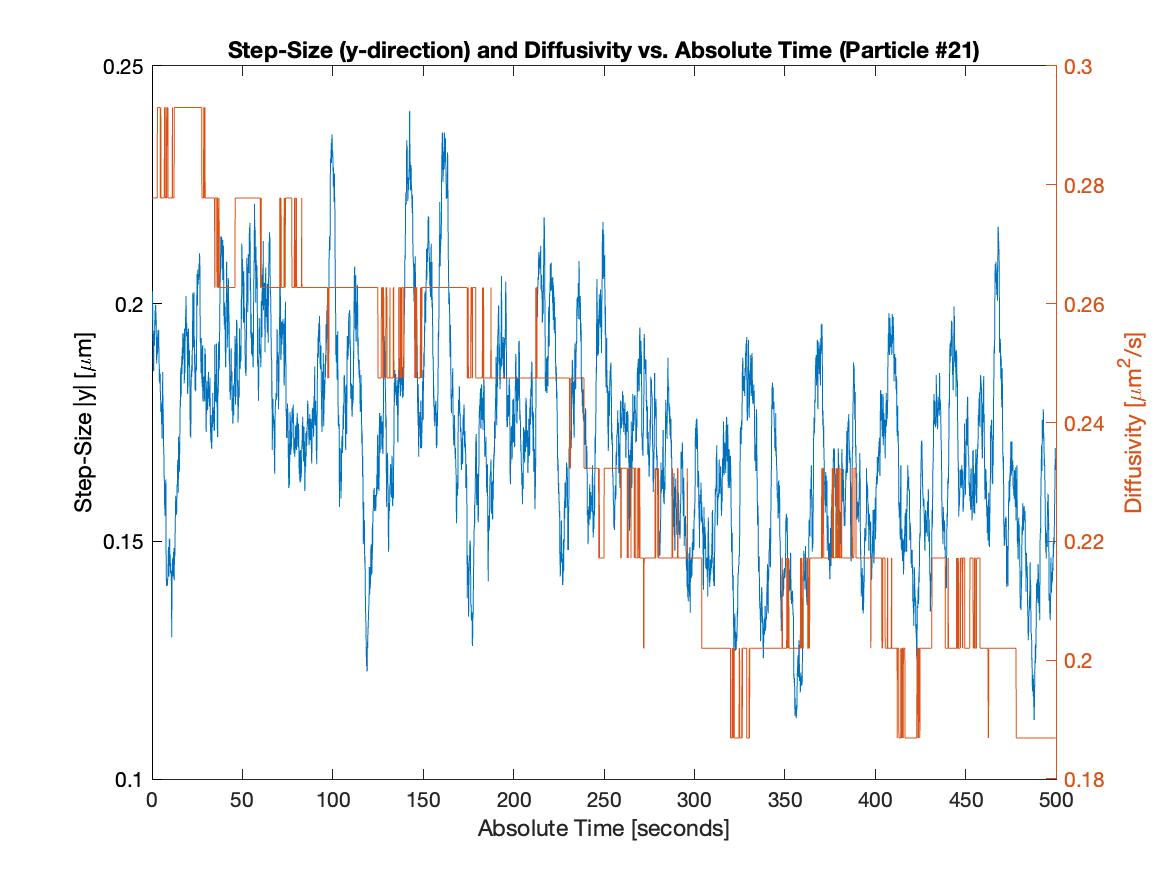 Step-Size (y-direction) and Diffusivity vs. Absolute Time (Particle #21)
0.25
0.2
0.15
0.1
Step-Size |y| [μm]
0.3
0.28
0.26
0.24
0.22
0.2
0.18
Diffusivity [μm²/s]
0 50 100 150 200 250 300 350 400 450 500
Absolute Time [seconds]